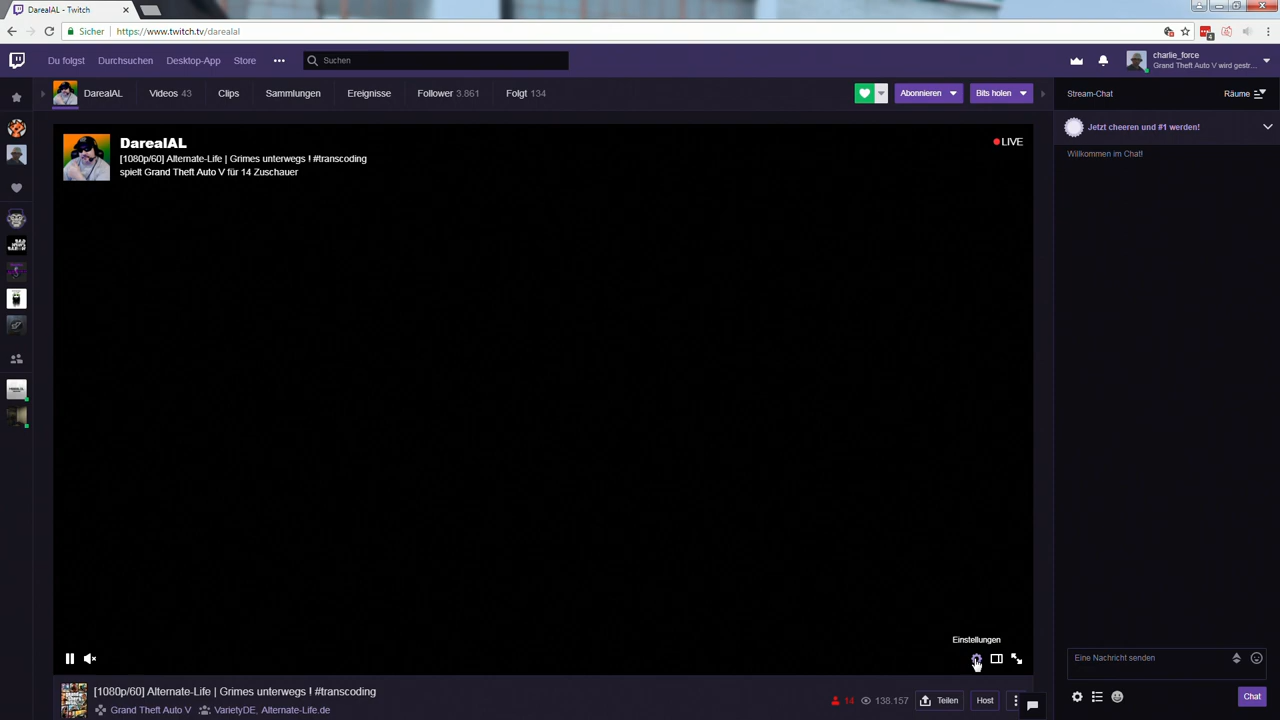 DarealAL - Twitch
Sicher https://www.twitch.tv/darealal
4
Du folgst Durchsuchen Desktop-App Store Suchen
charlie_force
Grand Theft Auto V wird gestr...
DarealAL Videos 43 Clips Sammlungen Ereignisse Follower 3.861 Folgt 134 Abonnieren Bits holen
Stream-Chat Räume
DarealAL
[1080p/60] Alternate-Life | Grimes unterwegs ! #transcoding
spielt Grand Theft Auto V für 14 Zuschauer
LIVE
Jetzt cheeren und #1 werden!
Willkommen im Chat!
Einstellungen
Eine Nachricht senden
[1080p/60] Alternate-Life | Grimes unterwegs ! #transcoding
Grand Theft Auto V VarietyDE, Alternate-Life.de
14 138.157 Teilen Host
Chat